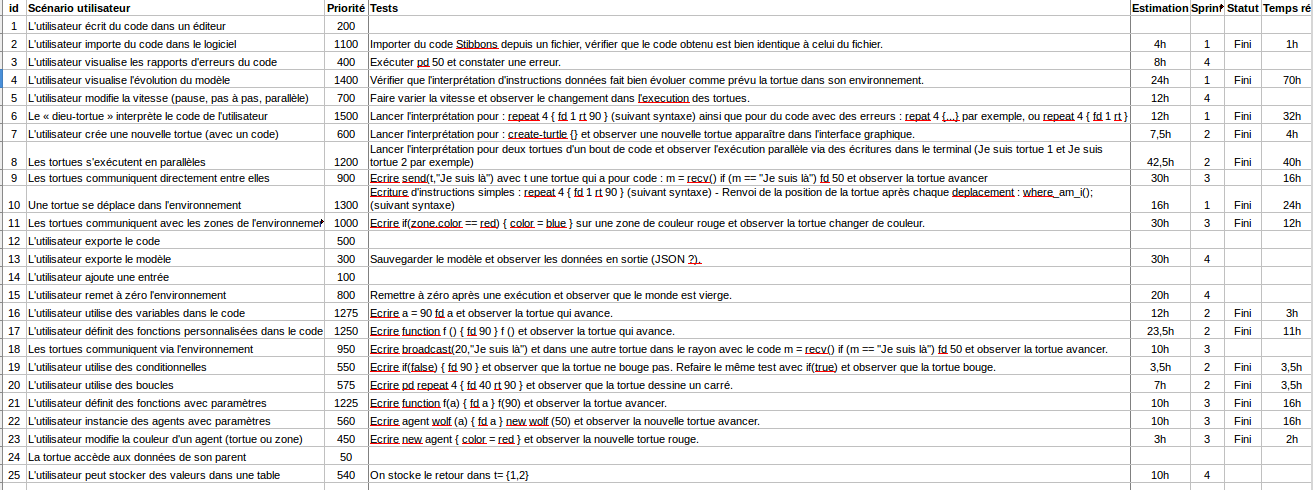 id Scénario utilisateur Priorité Tests Estimation Sprin Statut Temps ré
1 L'utilisateur écrit du code dans un éditeur 200
2 L'utilisateur importe du code dans le logiciel 1100 Importer du code Stibbons depuis un fichier, vérifier que le code obtenu est bien identique à celui du fichier. 4h 1 Fini 1h
3 L'utilisateur visualise les rapports d'erreurs du code 400 Exécuter pd 50 et constater une erreur. 8h 4
4 L'utilisateur visualise l'évolution du modèle 1400 Vérifier que l'interprétation d'instructions données fait bien évoluer comme prévu la tortue dans son environnement. 24h 1 Fini 70h
5 L'utilisateur modifie la vitesse (pause, pas à pas, parallèle) 700 Faire varier la vitesse et observer le changement dans l'execution des tortues. 12h 4
6 Le « dieu-tortue » interprète le code de l'utilisateur 1500 Lancer l'interprétation pour : repeat 4 { fd 1 rt 90 } (suivant syntaxe) ainsi que pour du code avec des erreurs : repat 4 {...} par exemple, ou repeat 4 { fd 1 rt } 12h 1 Fini 32h
7 L'utilisateur crée une nouvelle tortue (avec un code) 600 Lancer l'interprétation pour : create-turtle {} et observer une nouvelle tortue apparaître dans l'interface graphique. 7,5h 2 Fini 4h
Lancer l'interprétation pour deux tortues d'un bout de code et observer l'exécution parallèle via des écritures dans le terminal (Je suis tortue 1 et Je suis
8 Les tortues s'exécutent en parallèles 1200 tortue 2 par exemple) 42,5h 2 Fini 40h
9 Les tortues communiquent directement entre elles 900 Ecrire send(t,"Je suis là") avec t une tortue qui a pour code : m = recv() if (m == "Je suis là") fd 50 et observer la tortue avancer 30h 3 Fini 16h
Ecriture d'instructions simples : repeat 4 { fd 1 rt 90 } (suivant syntaxe) - Renvoi de la position de la tortue après chaque deplacement : where_am_i();
10 Une tortue se déplace dans l'environnement 1300 (suivant syntaxe) 16h 1 Fini 24h
11 Les tortues communiquent avec les zones de l'environnemer 1000 Ecrire if(zone.color == red) { color = blue } sur une zone de couleur rouge et observer la tortue changer de couleur. 30h 3 Fini 12h
12 L'utilisateur exporte le code 500
13 L'utilisateur exporte le modèle 300 Sauvegarder le modèle et observer les données en sortie (JSON ?). 30h 4
14 L'utilisateur ajoute une entrée 100
15 L'utilisateur remet à zéro l'environnement 800 Remettre à zéro après une exécution et observer que le monde est vierge. 20h 4
16 L'utilisateur utilise des variables dans le code 1275 Ecrire a = 90 fd a et observer la tortue qui avance. 12h 2 Fini 3h
17 L'utilisateur définit des fonctions personnalisées dans le code 1250 Ecrire function f () { fd 90 } f () et observer la tortue qui avance. 23,5h 2 Fini 11h
18 Les tortues communiquent via l'environnement 950 Ecrire broadcast(20,"Je suis là") et dans une autre tortue dans le rayon avec le code m = recv() if (m == "Je suis là") fd 50 et observer la tortue avancer. 10h 3
19 L'utilisateur utilise des conditionnelles 550 Ecrire if(false) { fd 90 } et observer que la tortue ne bouge pas. Refaire le même test avec if(true) et observer que la tortue bouge. 3,5h 2 Fini 3,5h
20 L'utilisateur utilise des boucles 575 Ecrire pd repeat 4 { fd 40 rt 90 } et observer que la tortue dessine un carré. 7h 2 Fini 3,5h
21 L'utilisateur définit des fonctions avec paramètres 1225 Ecrire function f(a) { fd a } f(90) et observer la tortue avancer. 10h 3 Fini 16h
22 L'utilisateur instancie des agents avec paramètres 560 Ecrire agent wolf (a) { fd a } new wolf (50) et observer la nouvelle tortue avancer. 10h 3 Fini 16h
23 L'utilisateur modifie la couleur d'un agent (tortue ou zone) 450 Ecrire new agent { color = red } et observer la nouvelle tortue rouge. 3h 3 Fini 2h
24 La tortue accède aux données de son parent 50
25 L'utilisateur peut stocker des valeurs dans une table 540 On stocke le retour dans t= {1,2} 10h 4